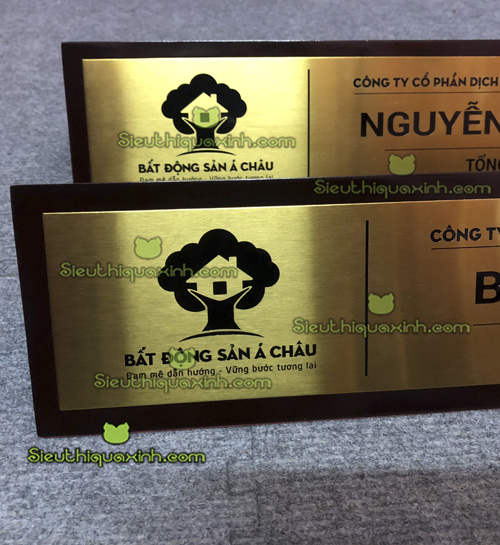 CÔNG TY CỔ PHẦN DỊCH
NGUYỄN
TỔN
Sieuthiquaxinh.com
BẤT ĐỘNG SẢN Á CHÂU
Đam mê dẫn hướng - Vững bước tương lai
Sieuthiquaxinh.com
CÔNG TY
B
Sieuthiquaxinh.com
Sieuthiquaxinh.com
BẤT ĐỘNG SẢN Á CHÂU
Đam mê dẫn hướng - Vững bước tương lai
Sieuthiquaxinh.com
Sieuthiquaxinh.com